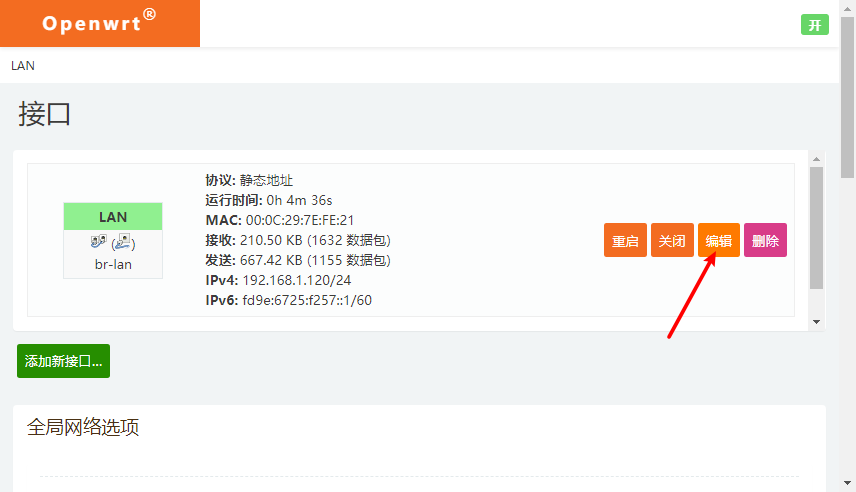 Openwrt®
开
LAN
接口
LAN
br-lan
协议: 静态地址
运行时间: 0h 4m 36s
MAC: 00:0C:29:7E:FE:21
接收: 210.50 KB (1632 数据包)
发送: 667.42 KB (1155 数据包)
IPv4: 192.168.1.120/24
IPv6: fd9e:6725:f257::1/60
重启 关闭 编辑 删除
添加新接口...
全局网络选项